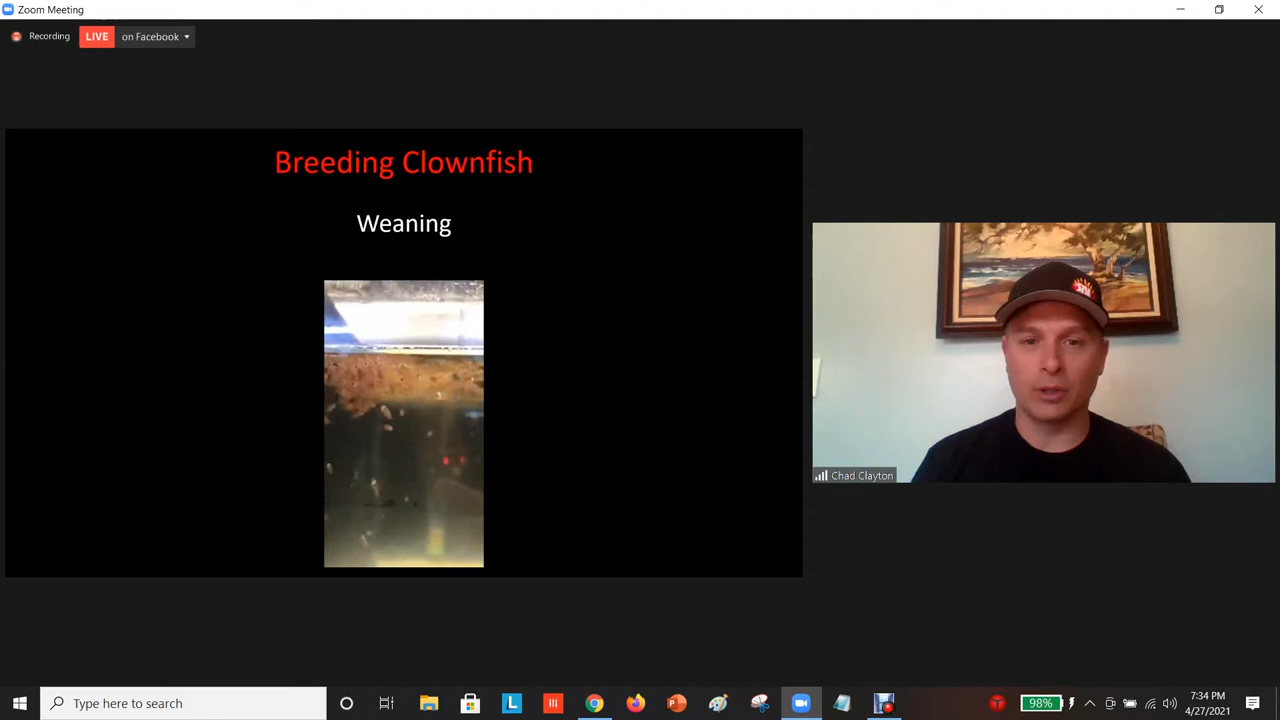 Zoom Meeting
Recording
LIVE
on Facebook
Breeding Clownfish
Weaning
Chad Clayton
Type here to search
98%
7:34 PM
4/27/2021